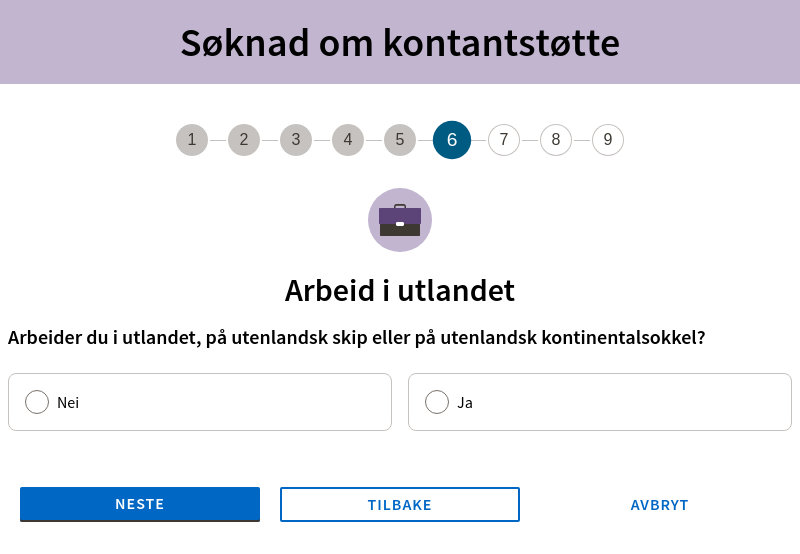 Søknad om kontantstøtte
1 2 3 4 5 6 7 8 9
Arbeid i utlandet
Arbeider du i utlandet, på utenlandsk skip eller på utenlandsk kontinentalsokkel?
Nei Ja
NESTE TILBAKE AVBRYT